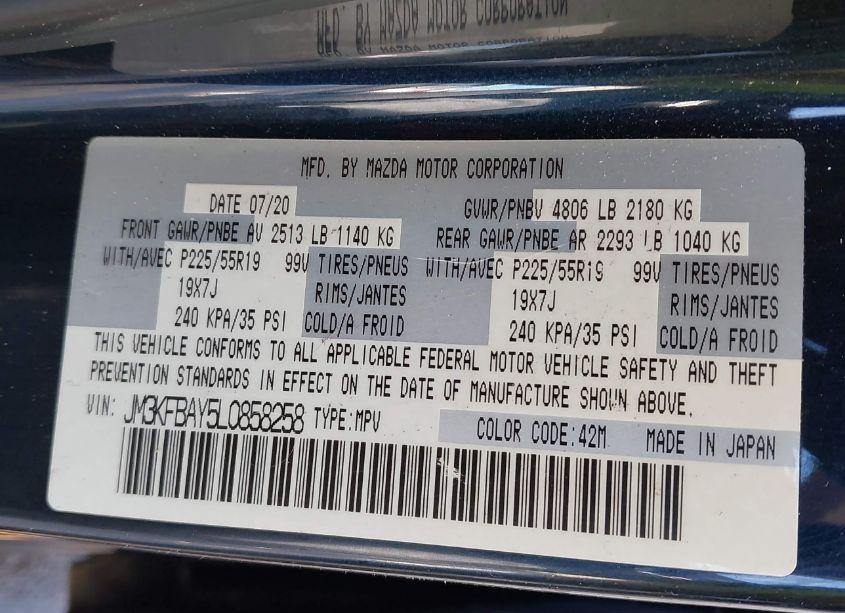 MFD. BY MAZDA MOTOR CORPORATION
MFD. BY MAZDA MOTOR CORPORATION
DATE 07/20 GVWR/PNBV 4806 LB 2180 KG
FRONT GAWR/PNBE AV 2513 LB 1140 KG REAR GAWR/PNBE AR 2293 LB 1040 KG
WITH/AVEC P225/55R19 99V TIRES/PNEUS WITH/AVEC P225/55R19 99V TIRES/PNEUS
19X7J RIMS/JANTES 19X7J RIMS/JANTES
240 KPA/35 PSI COLD/A FROID 240 KPA/35 PSI COLD/A FROID
THIS VEHICLE CONFORMS TO ALL APPLICABLE FEDERAL MOTOR VEHICLE SAFETY AND THEFT
PREVENTION STANDARDS IN EFFECT ON THE DATE OF MANUFACTURE SHOWN ABOVE.
VIN: JM3KFBAY5L0858258 TYPE:MPV COLOR CODE:42M MADE IN JAPAN